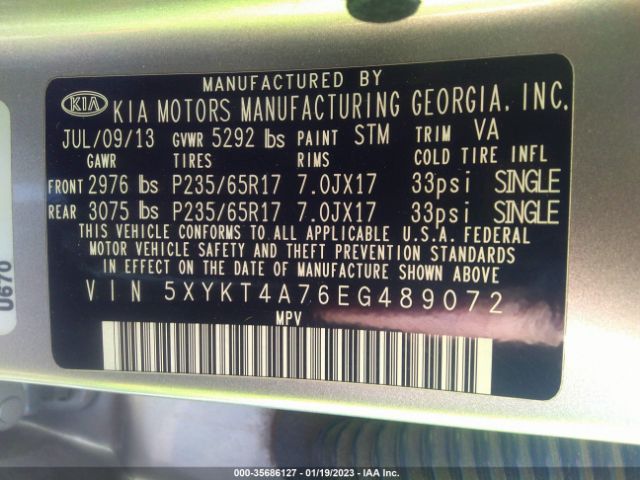 MANUFACTURED BY
KIA KIA MOTORS MANUFACTURING GEORGIA, INC.
JUL/09/13 GVWR 5292 lbs PAINT STM TRIM VA
GAWR TIRES RIMS COLD TIRE INFL
FRONT 2976 lbs P235/65R17 7.0JX17 33psi SINGLE
REAR 3075 lbs P235/65R17 7.0JX17 33psi SINGLE
THIS VEHICLE CONFORMS TO ALL APPLICABLE U.S.A. FEDERAL
MOTOR VEHICLE SAFETY AND THEFT PREVENTION STANDARDS
IN EFFECT ON THE DATE OF MANUFACTURE SHOWN ABOVE
VIN 5XYKT4A76EG489072
MPV
U670
000-35686127 - 01/19/2023 - IAA Inc.